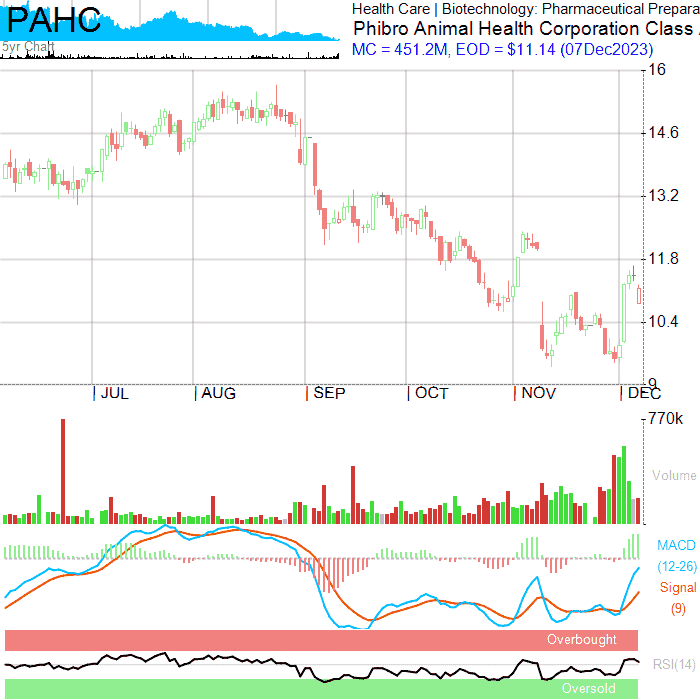 PAHC
5yr Chart
Health Care | Biotechnology: Pharmaceutical Prepara
Phibro Animal Health Corporation Class
MC = 451.2M, EOD = $11.14 (07Dec2023)
16
14.6
13.2
11.8
10.4
9
JUL
AUG
SEP
OCT
NOV
DEC
770k
Volume
MACD
(12-26)
Signal
(9)
Overbought
RSI(14)
Oversold